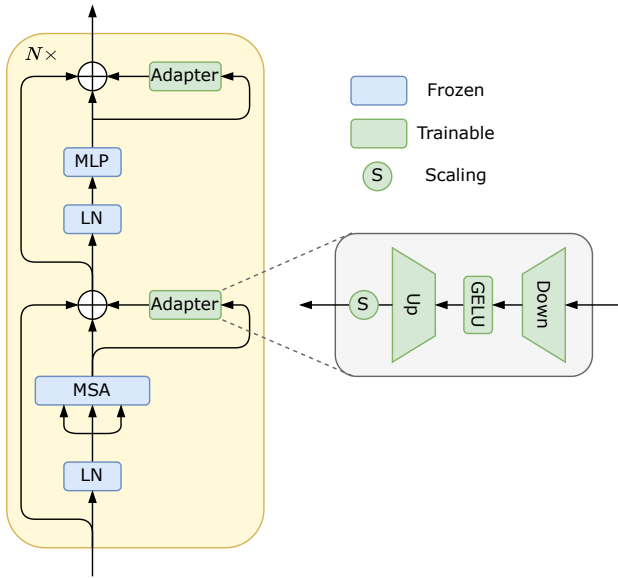 N×
Adapter
MLP
LN
Adapter
MSA
LN
Frozen
Trainable
S
Scaling
S
Up
GELU
Down